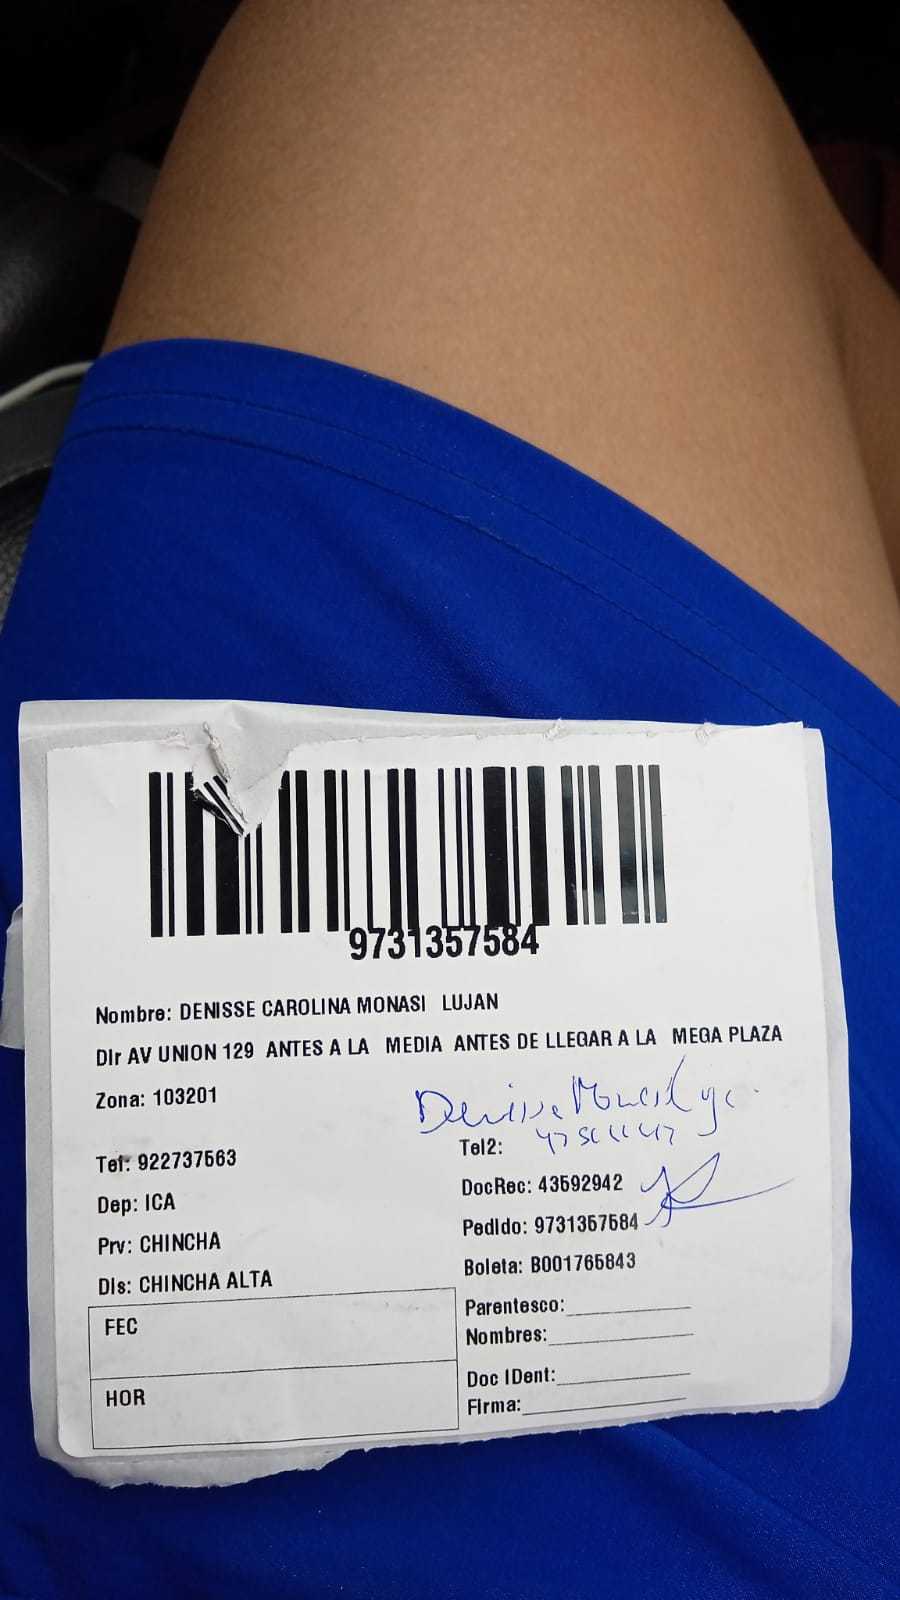 9731357584
Nombre: DENISSE CAROLINA MONASI LUJAN
DIr AV UNION 129 ANTES A LA MEDIA ANTES DE LLEGAR A LA MEGA PLAZA
Zona: 103201
Denisse
Tel2:
Tef: 922737563
DocRec: 43592942
Dep: ICA
Pedido: 9731357584
Prv: CHINCHA
Boleta: B001765843
DIs: CHINCHA ALTA
Parentesco:
FEC
Nombres:
HOR
Doc IDent:
Firma: